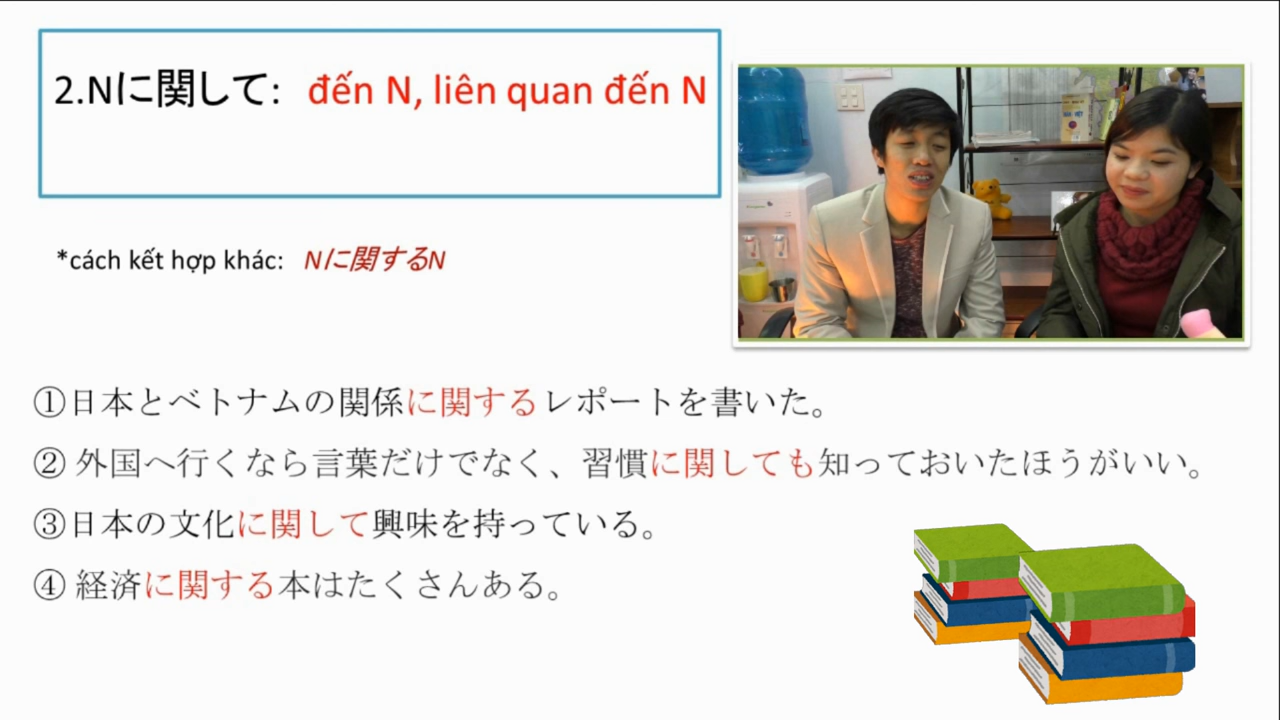 2.Nに関して: đến N, liên quan đến N
*cách kết hợp khác: Nに関するN
①日本とベトナムの関係に関するレポートを書いた。
② 外国へ行くなら言葉だけでなく、習慣に関しても知っておいたほうがいい。
③日本の文化に関して興味を持っている。
④ 経済に関する本はたくさんある。